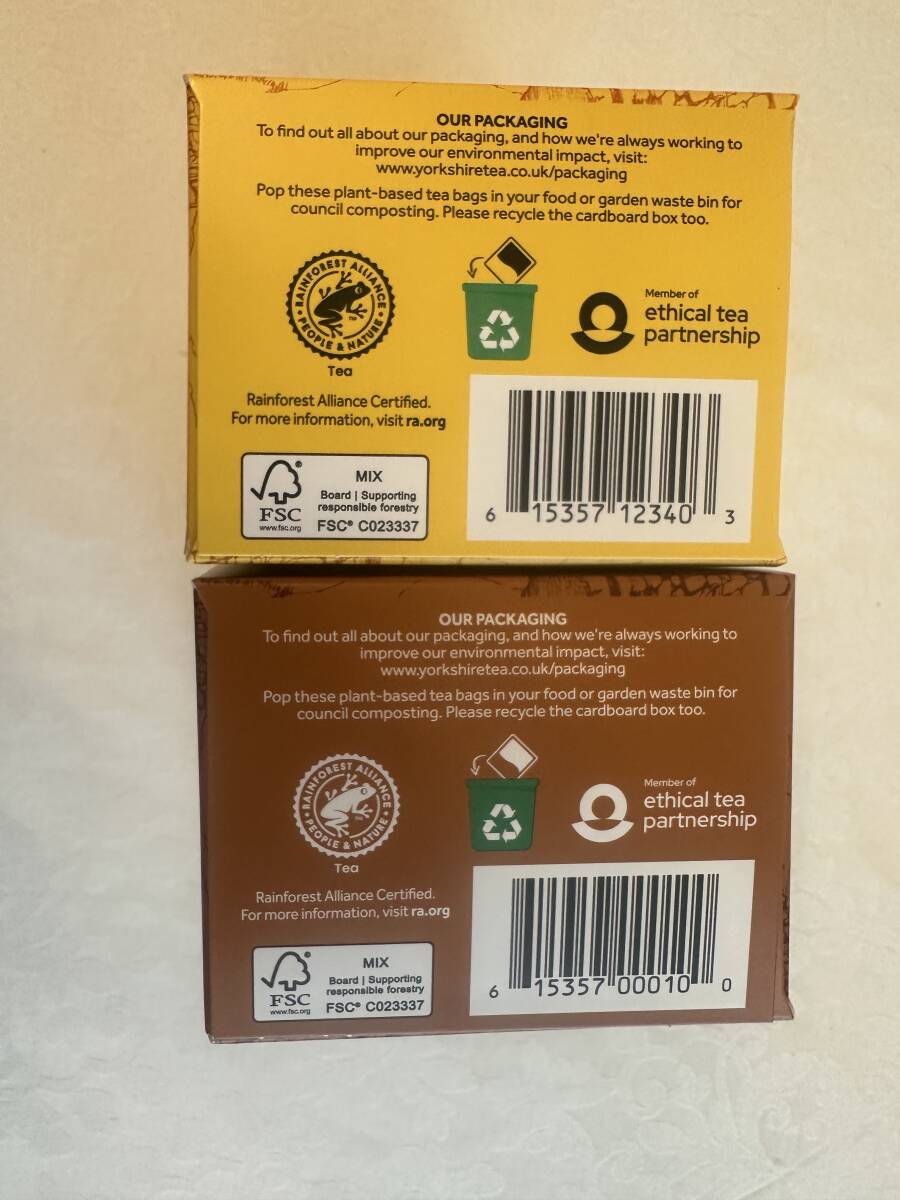 OUR PACKAGING
To find out all about our packaging, and how we're always working to
improve our environmental impact, visit:
www.yorkshiretea.co.uk/packaging
Pop these plant-based tea bags in your food or garden waste bin for
council composting. Please recycle the cardboard box too.
RAINFOREST ALLIANCE
PEOPLE & NATURE
TM
Tea
Member of
ethical tea
partnership
Rainforest Alliance Certified.
For more information, visit ra.org
FSC®
www.fsc.org
MIX
Board | Supporting
responsible forestry
FSC® C023337
6 15357 12340 3
OUR PACKAGING
To find out all about our packaging, and how we're always working to
improve our environmental impact, visit:
www.yorkshiretea.co.uk/packaging
Pop these plant-based tea bags in your food or garden waste bin for
council composting. Please recycle the cardboard box too.
RAINFOREST ALLIANCE
PEOPLE & NATURE
TM
Tea
Member of
ethical tea
partnership
Rainforest Alliance Certified.
For more information, visit ra.org
FSC®
www.fsc.org
MIX
Board | Supporting
responsible forestry
FSC® C023337
6 15357 00010 0